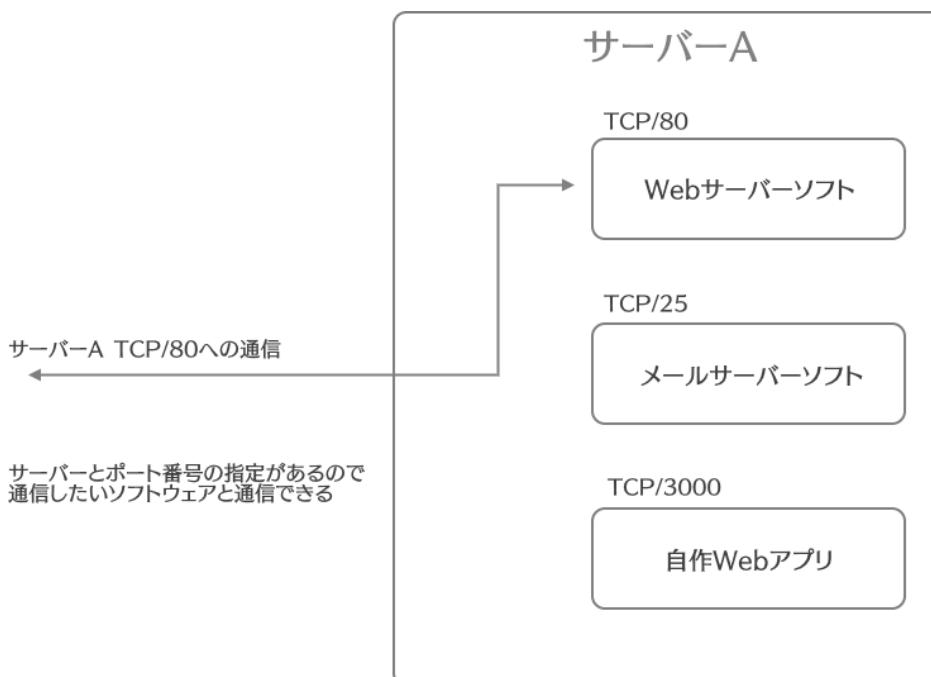 サーバーA
TCP/80
Webサーバーソフト
TCP/25
サーバーA TCP/80への通信
メールサーバーソフト
サーバーとポート番号の指定があるので
通信したいソフトウェアと通信できる
TCP/3000
自作Webアプリ